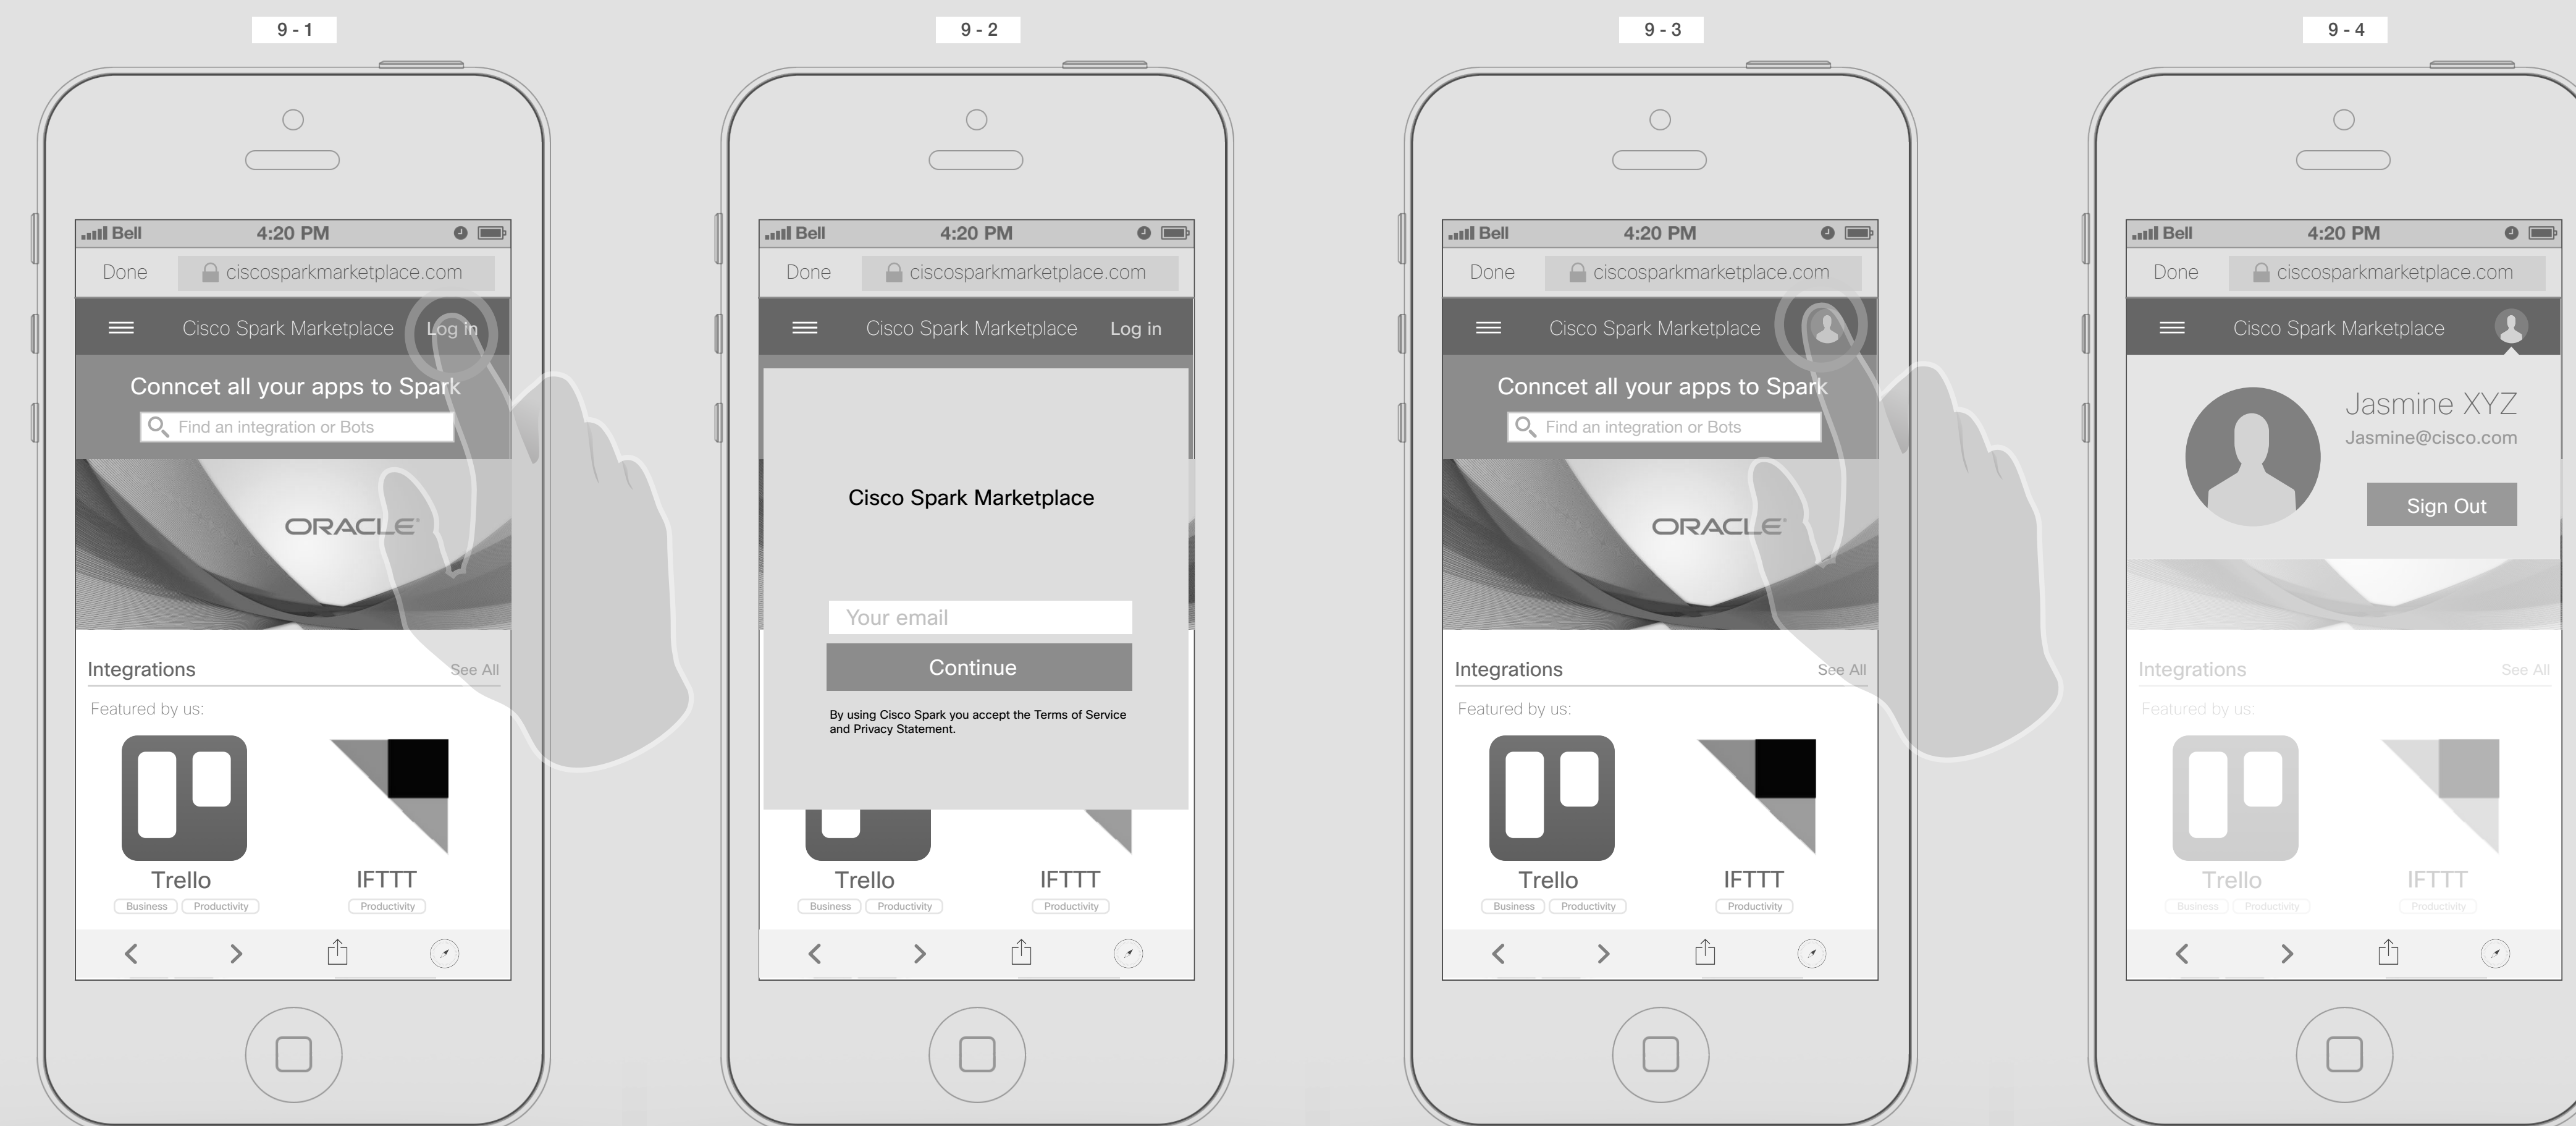 9 - 1
Bell 4:20 PM
Done ciscosparkmarketplace.com
Cisco Spark Marketplace Log in
Conncet all your apps to Spark
Find an integration or Bots
ORACLE
Integrations See All
Featured by us:
Trello IFTTT
Business Productivity Productivity
9 - 2
Bell 4:20 PM
Done ciscosparkmarketplace.com
Cisco Spark Marketplace Log in
Cisco Spark Marketplace
Your email
Continue
By using Cisco Spark you accept the Terms of Service
and Privacy Statement.
Trello IFTTT
Business Productivity Productivity
9 - 3
Bell 4:20 PM
Done ciscosparkmarketplace.com
Cisco Spark Marketplace
Conncet all your apps to Spark
Find an integration or Bots
ORACLE
Integrations See All
Featured by us:
Trello IFTTT
Business Productivity Productivity
9 - 4
Bell 4:20 PM
Done ciscosparkmarketplace.com
Cisco Spark Marketplace
Jasmine XYZ
Jasmine@cisco.com
Sign Out
Integrations See All
Featured by us:
Trello IFTTT
Business Productivity Productivity